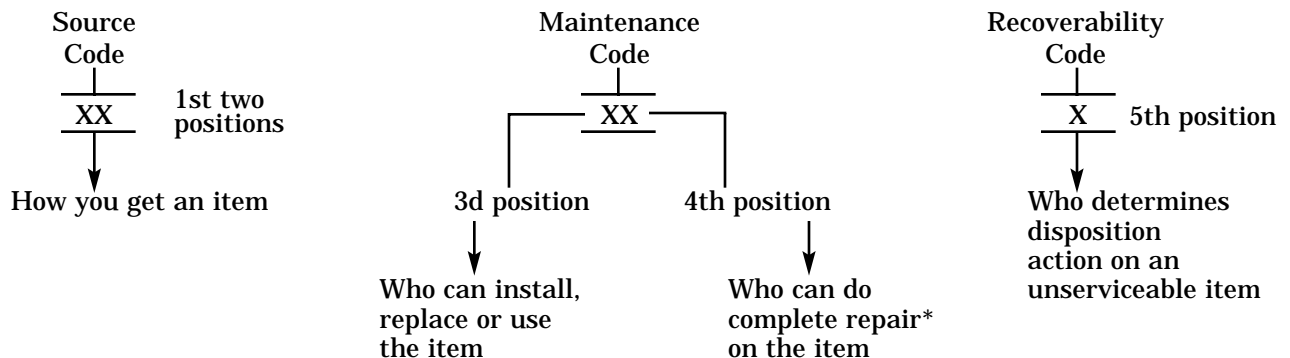 Source
Code
XX
1st two
positions
How you get an item
Maintenance
Code
XX
3d position
4th position
Who can install,
replace or use
the item
Who can do
complete repair*
on the item
Recoverability
Code
X
5th position
Who determines
disposition
action on an
unserviceable item